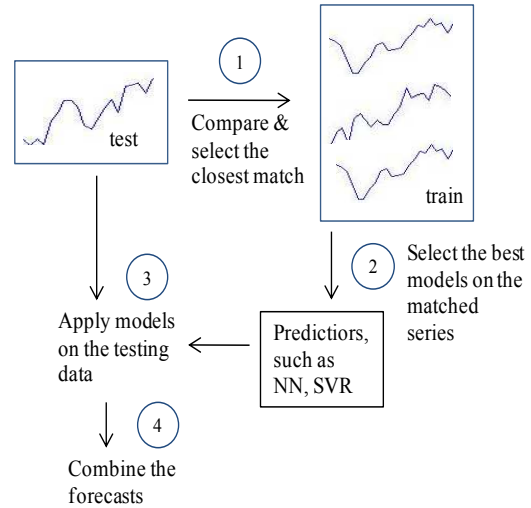 1
test
Compare &
select the
closest match
train
2
Select the best
models on the
matched
series
3
Apply models
on the testing
data
Predictiors,
such as
NN, SVR
4
Combine the
forecasts